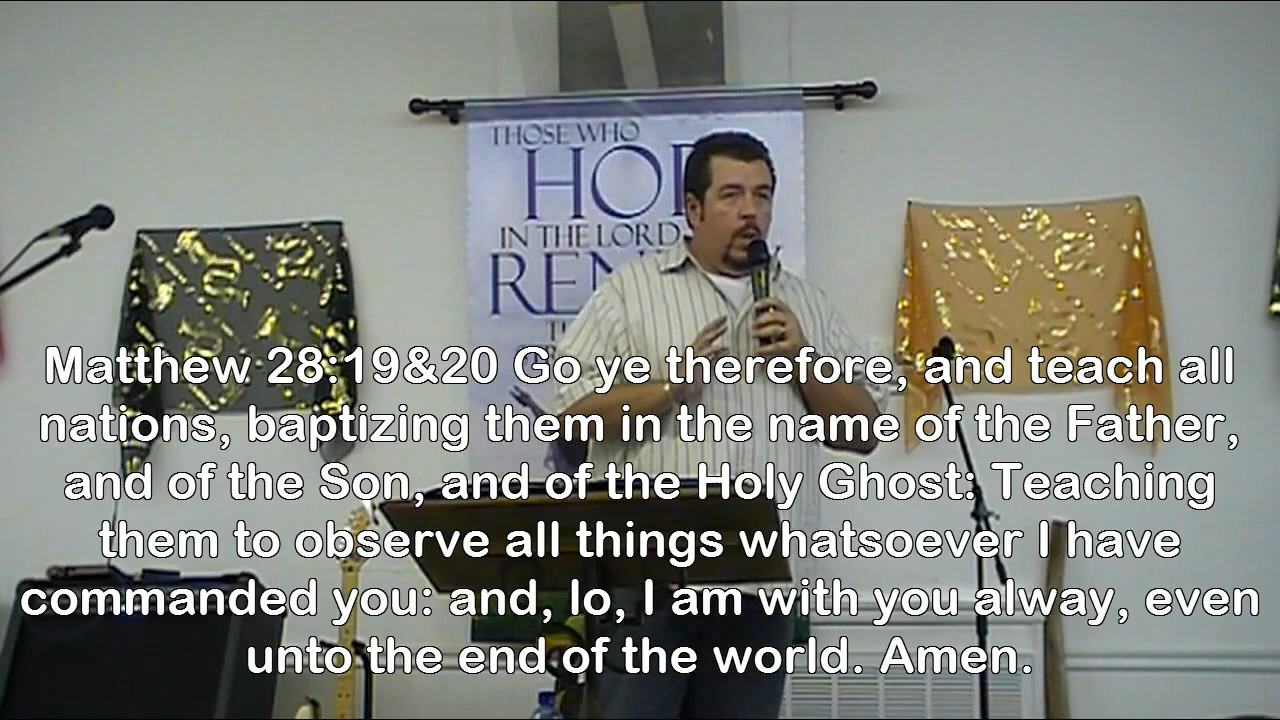 THOSE WHO
HOP
IN THE LORD
REN
Matthew 28:19&20 Go ye therefore, and teach all
nations, baptizing them in the name of the Father,
and of the Son, and of the Holy Ghost: Teaching
them to observe all things whatsoever I have
commanded you: and, lo, I am with you alway, even
unto the end of the world. Amen.